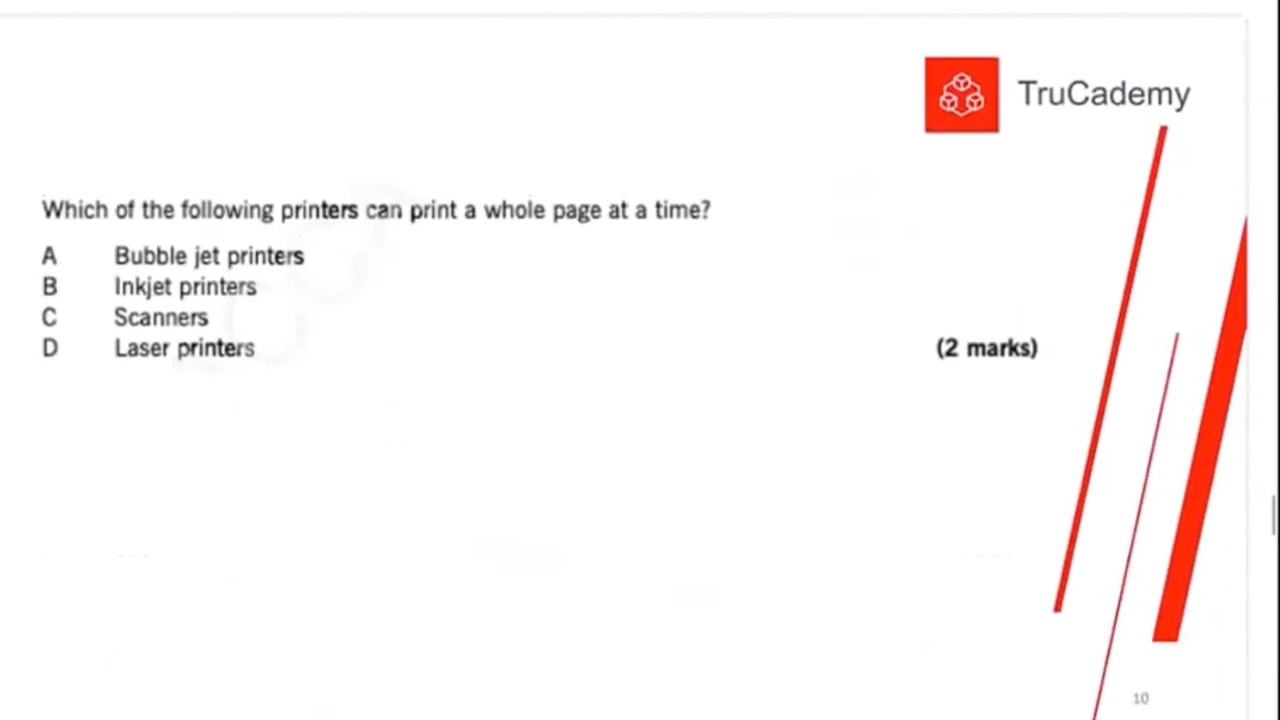 TruCademy
Which of the following printers can print a whole page at a time?
A Bubble jet printers
B Inkjet printers
C Scanners
D Laser printers (2 marks)
10